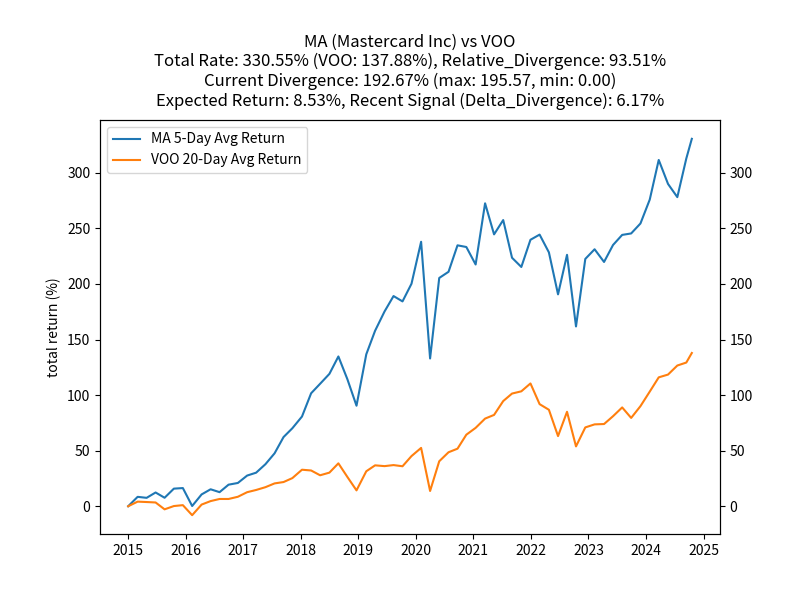 MA (Mastercard Inc) vs VOO
Total Rate: 330.55% (VOO: 137.88%), Relative_Divergence: 93.51%
Current Divergence: 192.67% (max: 195.57, min: 0.00)
Expected Return: 8.53%, Recent Signal (Delta_Divergence): 6.17%
MA 5-Day Avg Return
VOO 20-Day Avg Return
total return (%)
300
250
200
150
100
50
0
300
250
200
150
100
50
0
2015 2016 2017 2018 2019 2020 2021 2022 2023 2024 2025